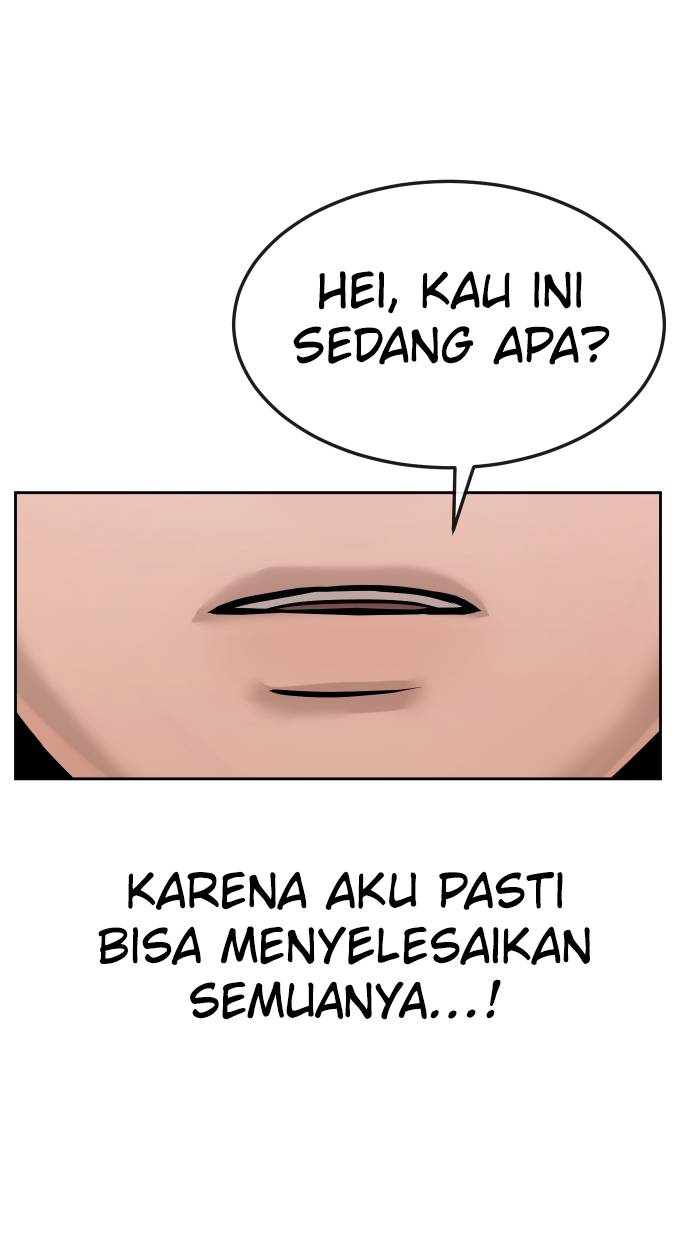 HEI, KAU INI
SEDANG APA?
KARENA AKU PASTI
BISA MENYELESAIKAN
SEMUANYA...!